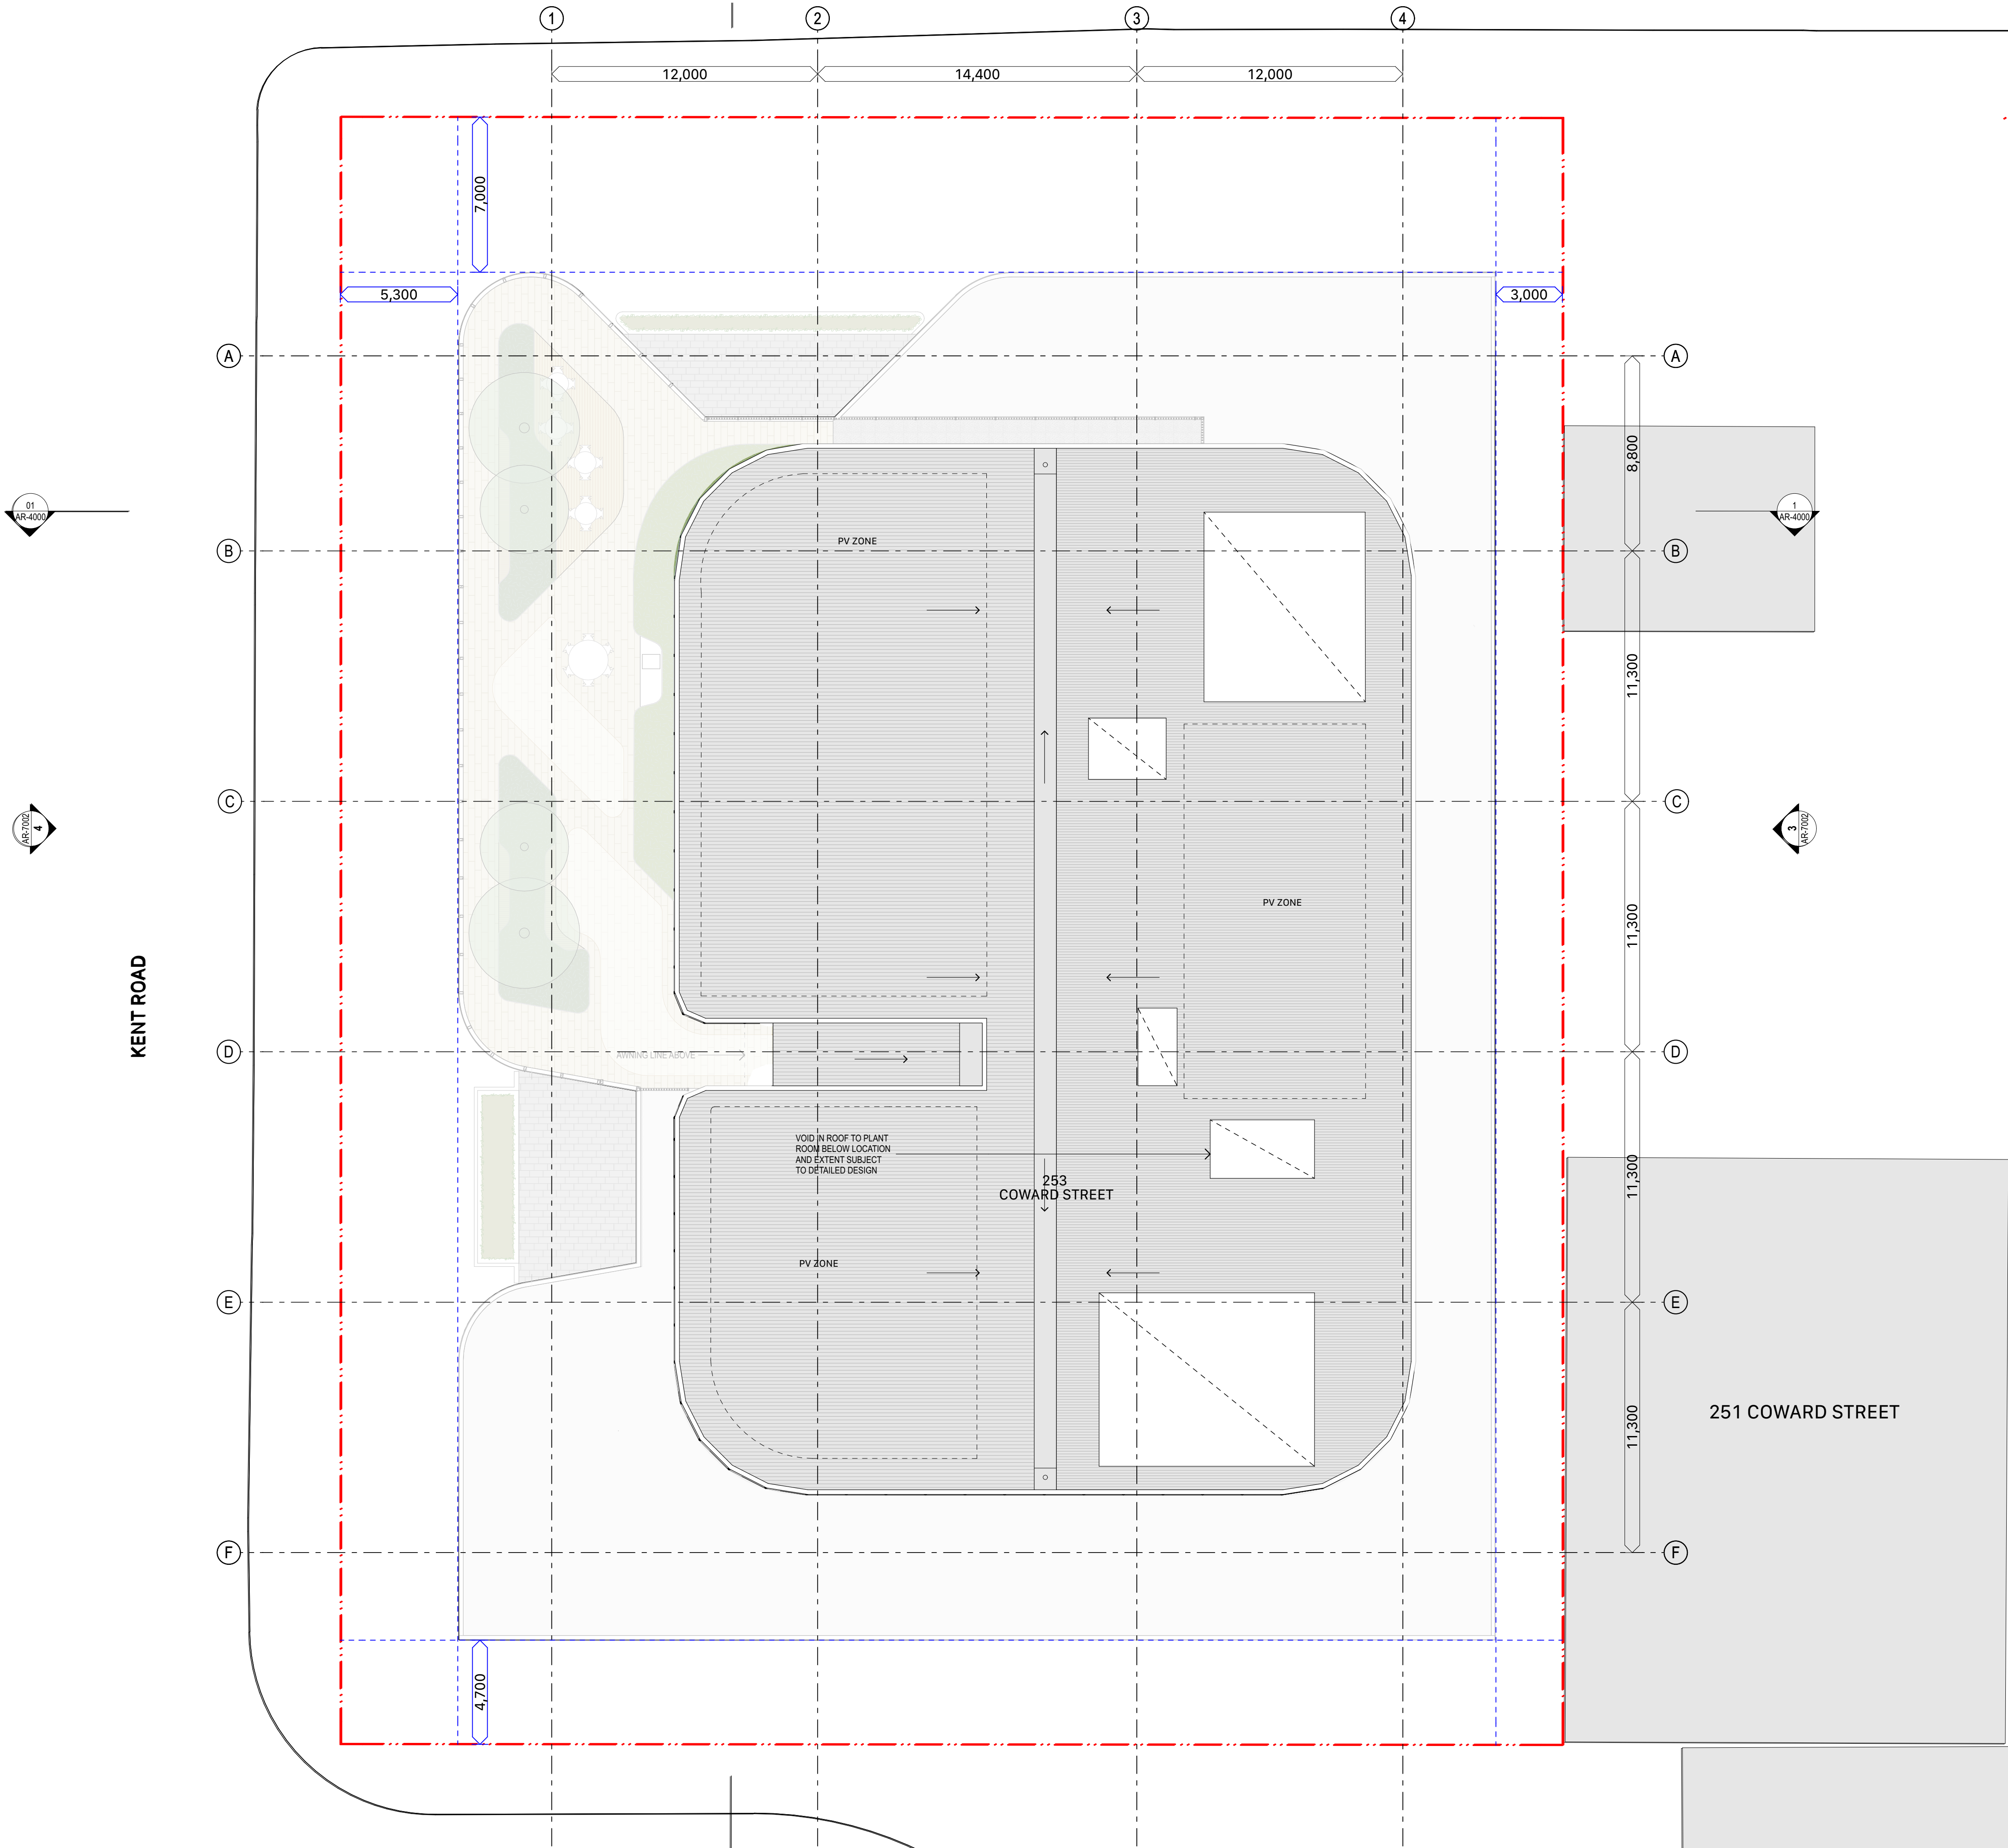 1 2 3 4
12,000 14,400 12,000
7,000
5,300
3,000
A A
8,800
01
AR-4000
1
AR-4000
B B
PV ZONE
11,300
C C
4
AR-7002
3
AR-7002
PV ZONE
11,300
KENT ROAD
D D
AWNING LINE ABOVE
VOID IN ROOF TO PLANT
ROOM BELOW LOCATION
AND EXTENT SUBJECT
TO DETAILED DESIGN
11,300
253
COWARD STREET
PV ZONE
E E
251 COWARD STREET
11,300
F F
4,700